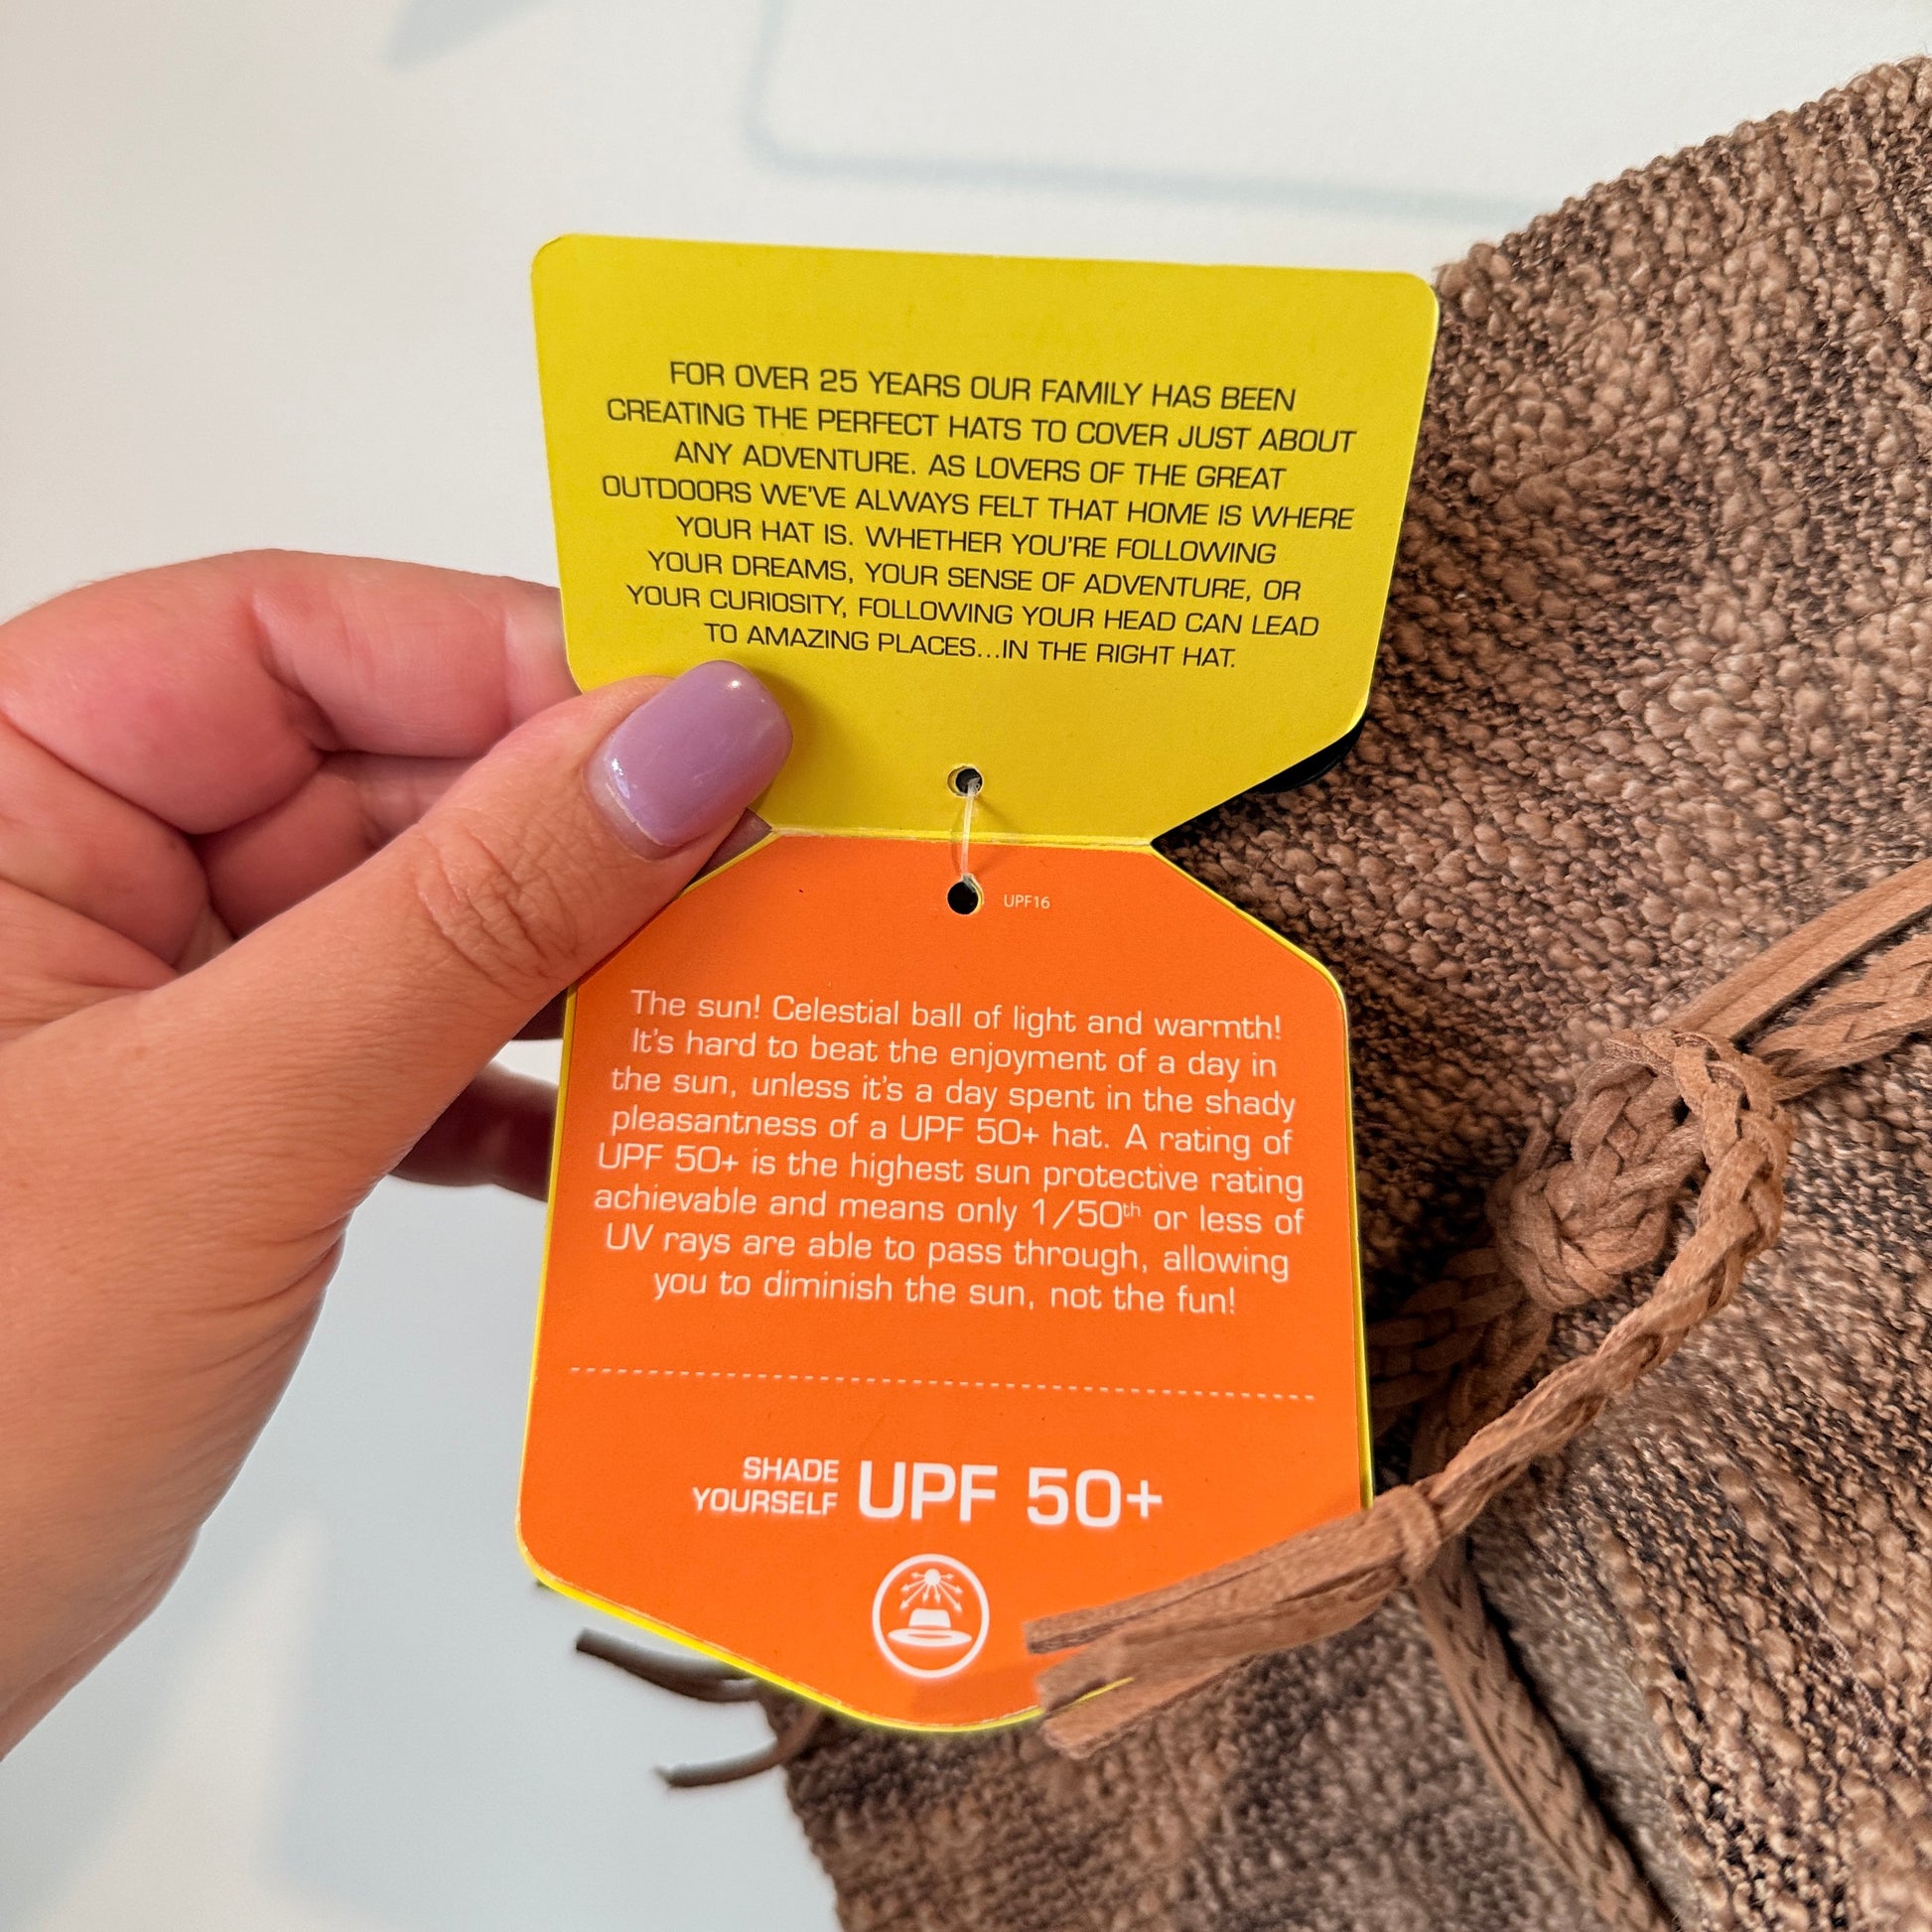 FOR OVER 25 YEARS OUR FAMILY HAS BEEN
CREATING THE PERFECT HATS TO COVER JUST ABOUT
ANY ADVENTURE. AS LOVERS OF THE GREAT
OUTDOORS WE'VE ALWAYS FELT THAT HOME IS WHERE
YOUR HAT IS. WHETHER YOU'RE FOLLOWING
YOUR DREAMS, YOUR SENSE OF ADVENTURE, OR
YOUR CURIOSITY, FOLLOWING YOUR HEAD CAN LEAD
TO AMAZING PLACES...IN THE RIGHT HAT.
UPF16
The sun! Celestial ball of light and warmth!
It's hard to beat the enjoyment of a day in
the sun, unless it's a day spent in the shady
pleasantness of a UPF 50+ hat. A rating of
UPF 50+ is the highest sun protective rating
achievable and means only 1/50th or less of
UV rays are able to pass through, allowing
you to diminish the sun, not the fun!
SHADE
YOURSELF
UPF 50+